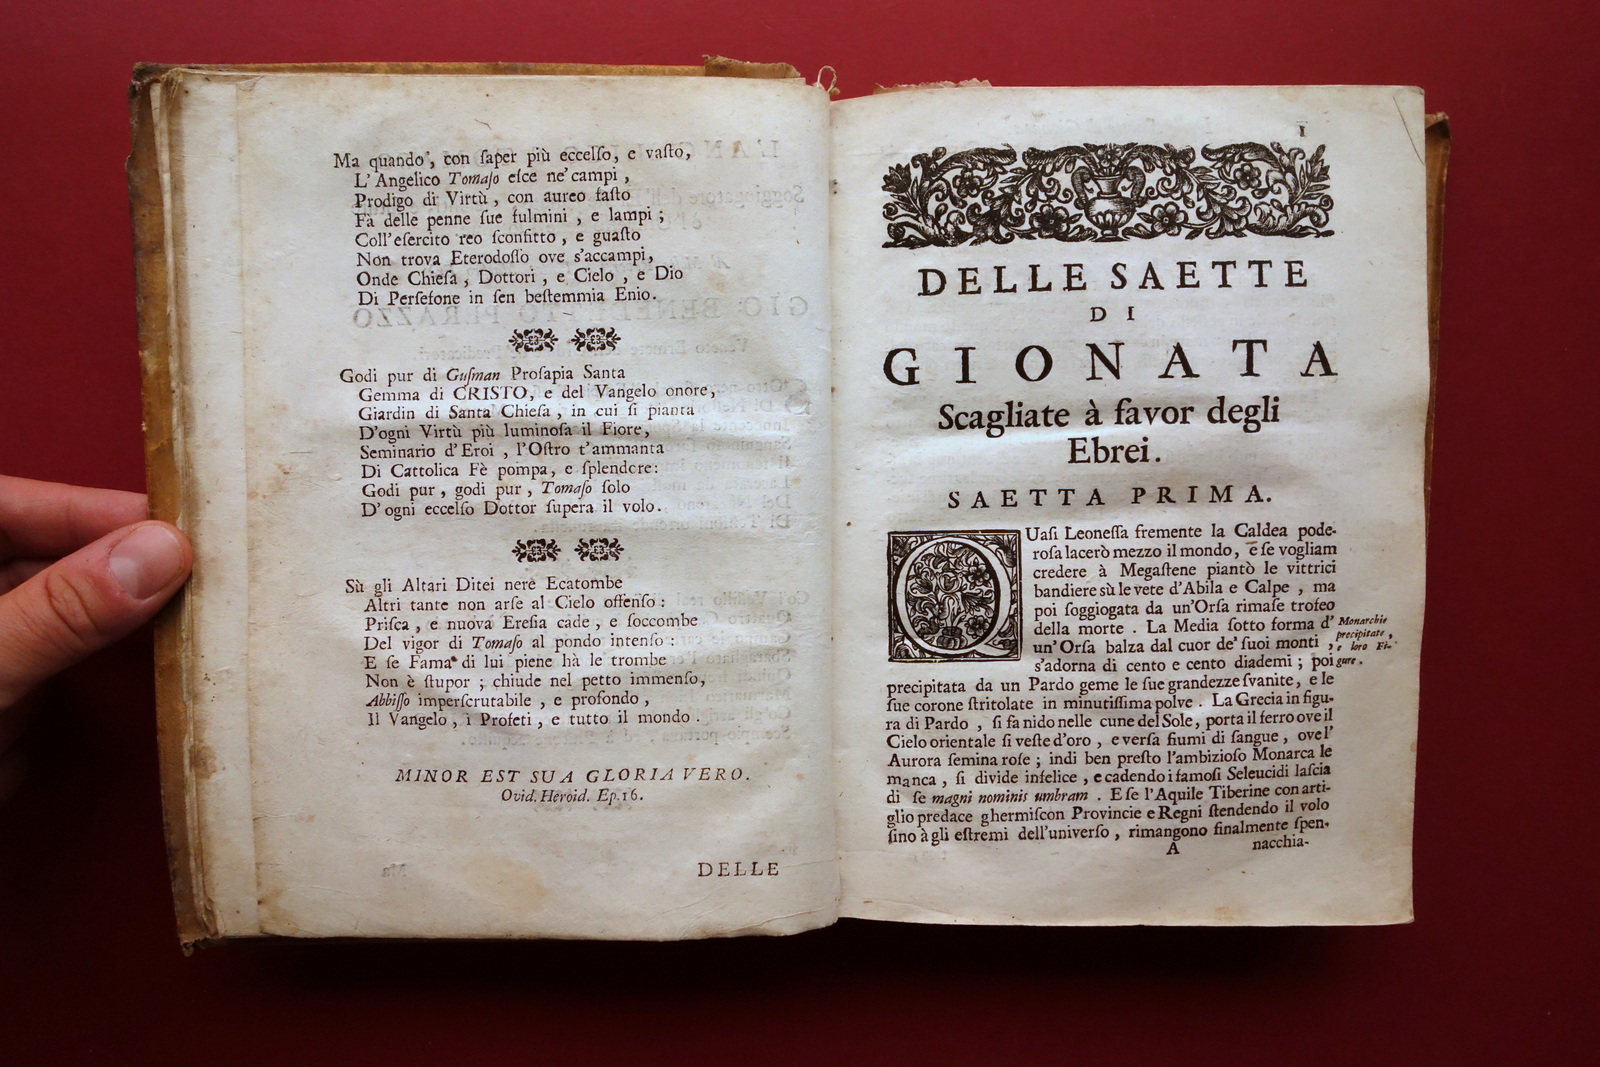 Ma quando, con ſaper più eccelſo, e vaſto,
L'Angelico Tomaſo eſce ne' campi,
Prodigo di Virtù, con aureo faſto
Fà delle penne ſue fulmini, e lampi;
Coll'eſercito reo ſconfitto, e guaſto
Non trova Eterodoſſo ove s'accampi,
Onde Chieſa, Dottori, e Cielo, e Dio
Di Perſefone in ſen beſtemmia Enio.
Godi pur di Guſman Proſapia Santa
Gemma di CRISTO, e del Vangelo onore,
Giardin di Santa Chieſa, in cui ſi pianta
D'ogni Virtù più luminoſa il Fiore,
Seminario d'Eroi, l'Oſtro t'ammanta
Di Cattolica Fè pompa, e ſplendere:
Godi pur, godi pur, Tomaſo ſolo
D'ogni eccelſo Dottor ſupera il volo.
Sù gli Altari Ditei nere Ecatombe
Altri tante non arſe al Cielo offenſo:
Priſca, e nuova Ereſia cade, e ſoccombe
Del vigor di Tomaſo al pondo intenſo:
E ſe Fama di lui piene hà le trombe
Non è ſtupor; chiude nel petto immenſo,
Abbiſſo imperſcrutabile, e profondo,
Il Vangelo, i Profeti, e tutto il mondo.
MINOR EST SUA GLORIA VERO.
Ovid. Heroid. Ep. 16.
DELLE
1
DELLE SAETTE
DI
GIONATA
Scagliate à favor degli
Ebrei.
SAETTA PRIMA.
QUaſi Leoneſſa fremente la Caldea pode-
roſa lacerò mezzo il mondo, e ſe vogliam
credere à Megaſtene piantò le vittrici
bandiere sù le vete d'Abila e Calpe, ma
poi ſoggiogata da un'Orſa rimaſe trofeo
della morte. La Media ſotto forma d'
un'Orſa balza dal cuor de' ſuoi monti,
s'adorna di cento e cento diademi; poi
Monarchie
precipitate,
e loro Fi-
gure.
precipitata da un Pardo geme le ſue grandezze ſvanite, e le
ſue corone ſtritolate in minutiſſima polve. La Grecia in figu-
ra di Pardo, ſi fà nido nelle cune del Sole, porta il ferro ove il
Cielo orientale ſi veſte d'oro, e verſa fiumi di ſangue, ove l'
Aurora ſemina roſe; indi ben preſto l'ambizioſo Monarca le
manca, ſi divide infelice, e cadendo i famoſi Seleucidi laſcia
di ſe magni nominis umbram. E ſe l'Aquile Tiberine con arti-
glio predace ghermiſcon Provincie e Regni ſtendendo il volo
ſino à gli eſtremi dell'univerſo, rimangono finalmente ſpen-
A
nacchia-